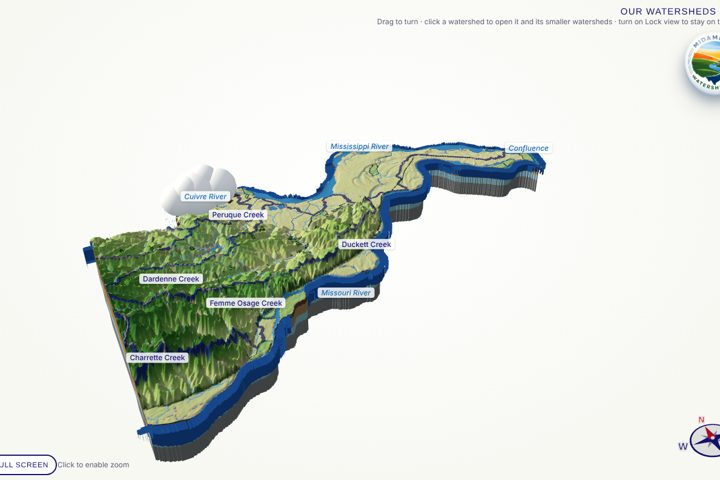 OUR WATERSHEDS
Drag to turn · click a watershed to open it and its smaller watersheds · turn on Lock view to stay on
MIDAM
WATERSH
Mississippi River
Confluence
Cuivre River
Peruque Creek
Duckett Creek
Dardenne Creek
Missouri River
Femme Osage Creek
Charrette Creek
N
W
ULL SCREEN
Click to enable zoom